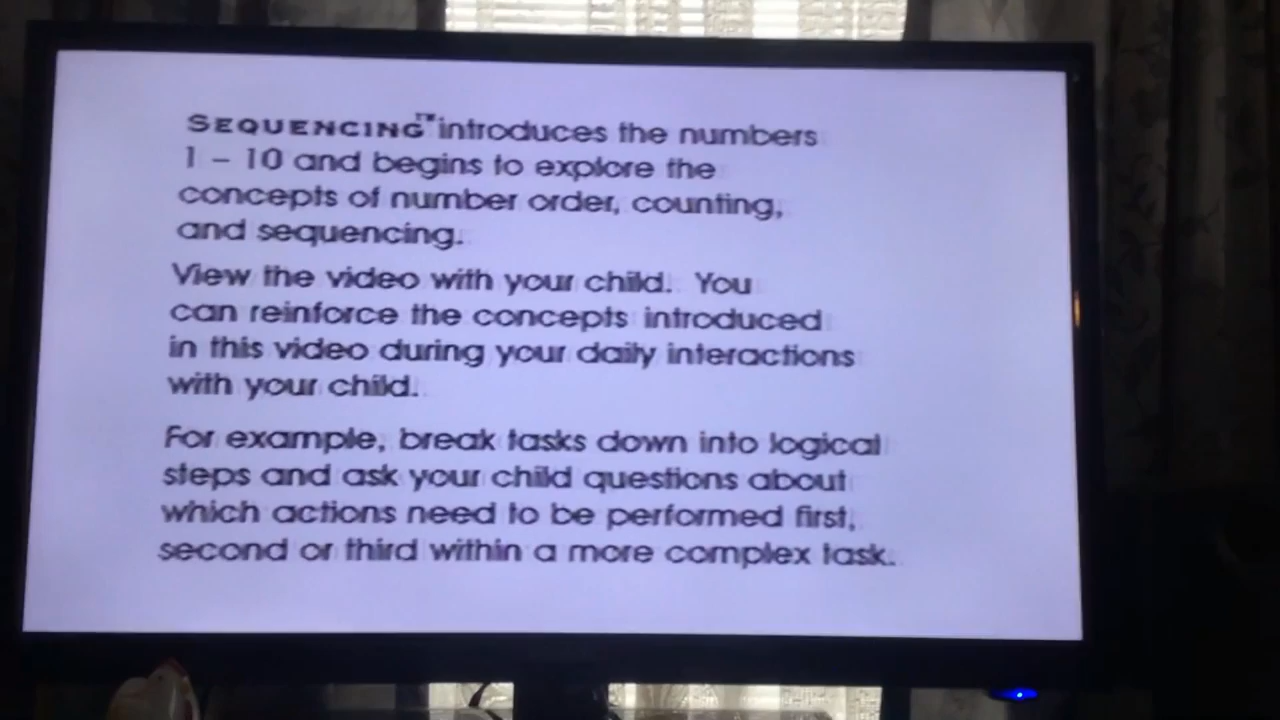 SEQUENCING™ introduces the numbers
1 – 10 and begins to explore the
concepts of number order, counting,
and sequencing.
View the video with your child. You
can reinforce the concepts introduced
in this video during your daily interactions
with your child.
For example, break tasks down into logical
steps and ask your child questions about
which actions need to be performed first,
second or third within a more complex task.